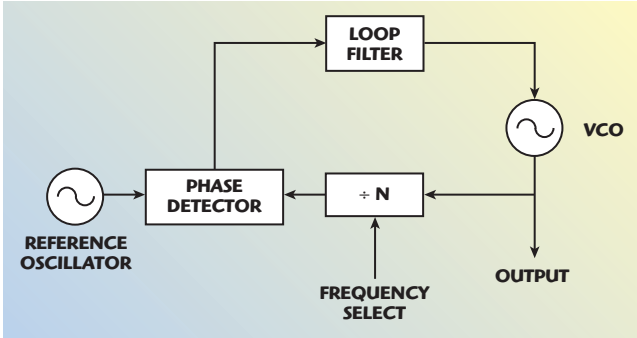 LOOP
FILTER
VCO
PHASE
DETECTOR
÷ N
REFERENCE
OSCILLATOR
OUTPUT
FREQUENCY
SELECT